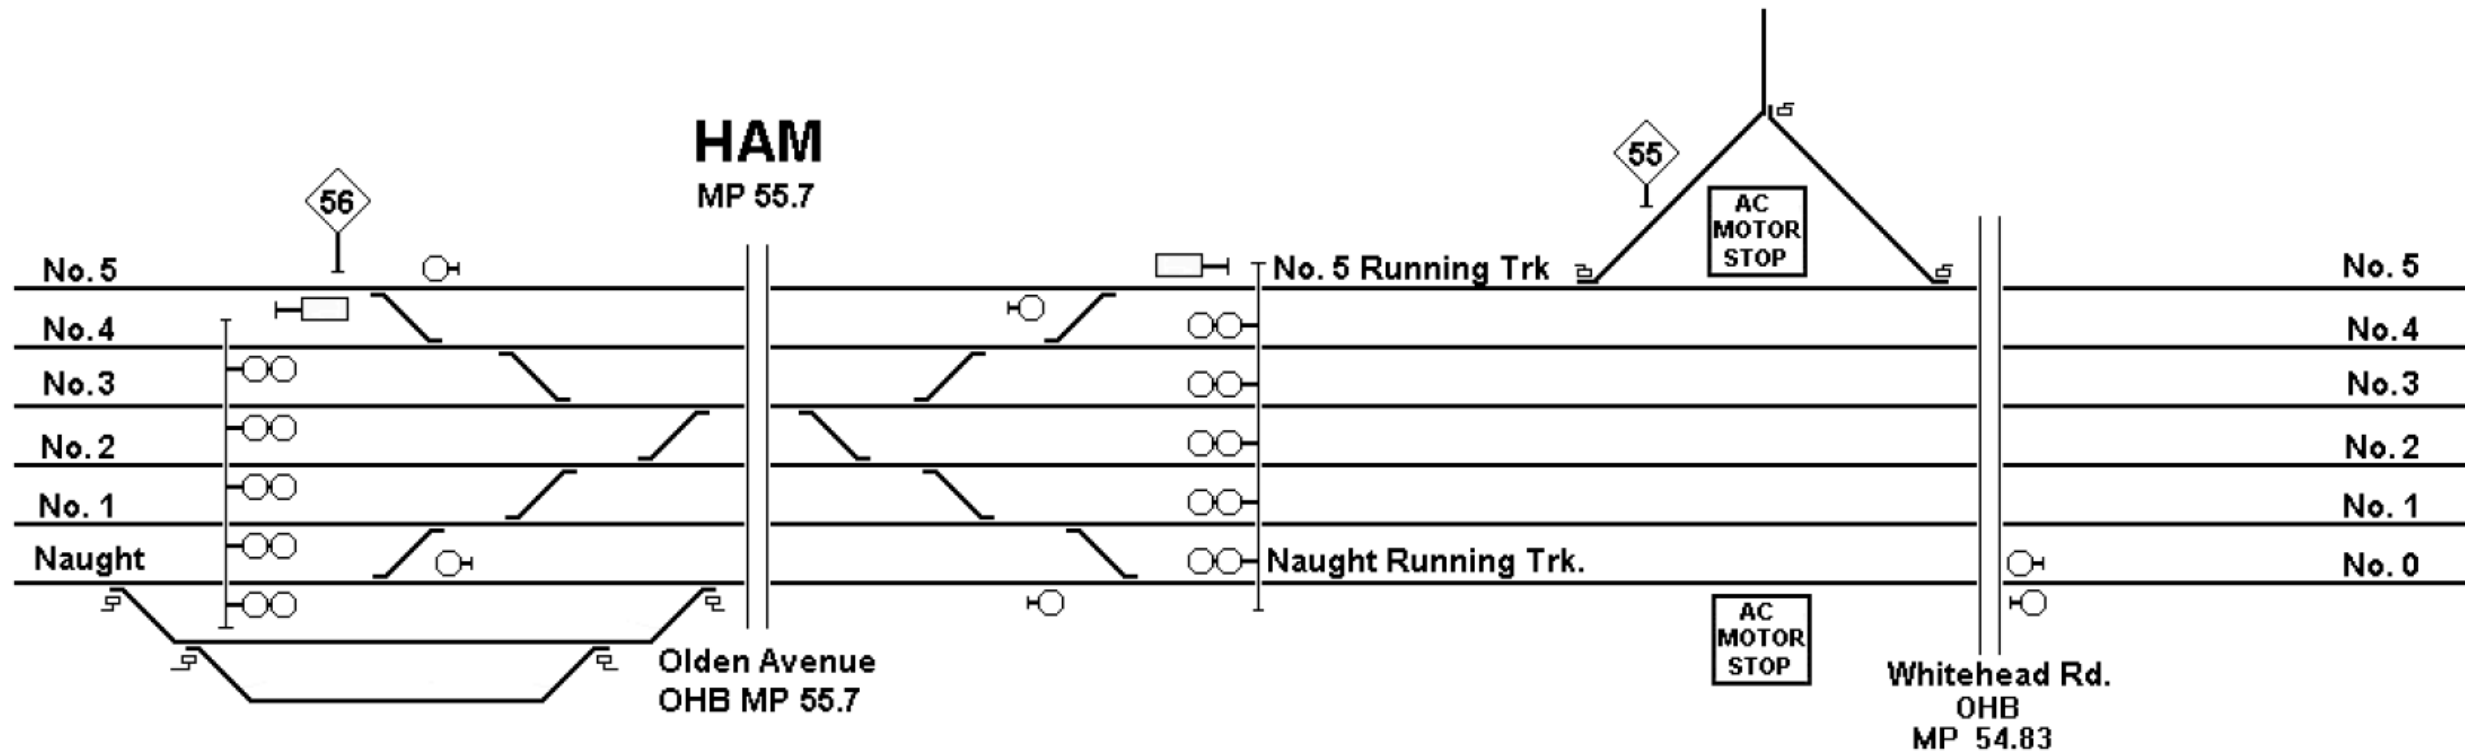 HAM
MP 55.7
56
55
AC
MOTOR
STOP
No. 5
No. 5 Running Trk
No. 5
No. 4
No. 4
No. 3
No. 3
No. 2
No. 2
No. 1
No. 1
Naught
Naught Running Trk.
No. 0
AC
MOTOR
STOP
Olden Avenue
OHB MP 55.7
Whitehead Rd.
OHB
MP 54.83